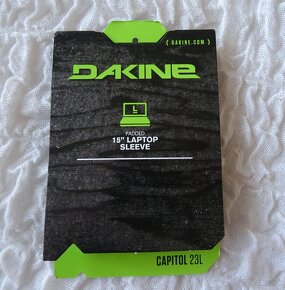 ( DAKINE.COM )
DAKINE
PADDED
15" LAPTOP
SLEEVE
CAPITOL 23L